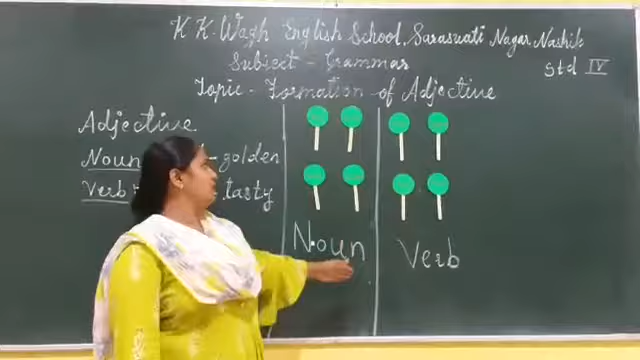 K K. Wagh English School, Saraswati Nagar, Nashik
Subject - Grammar
Std IV
Topic - Formation of Adjective
Adjective
Noun - golden
Verb tasty
Noun Verb